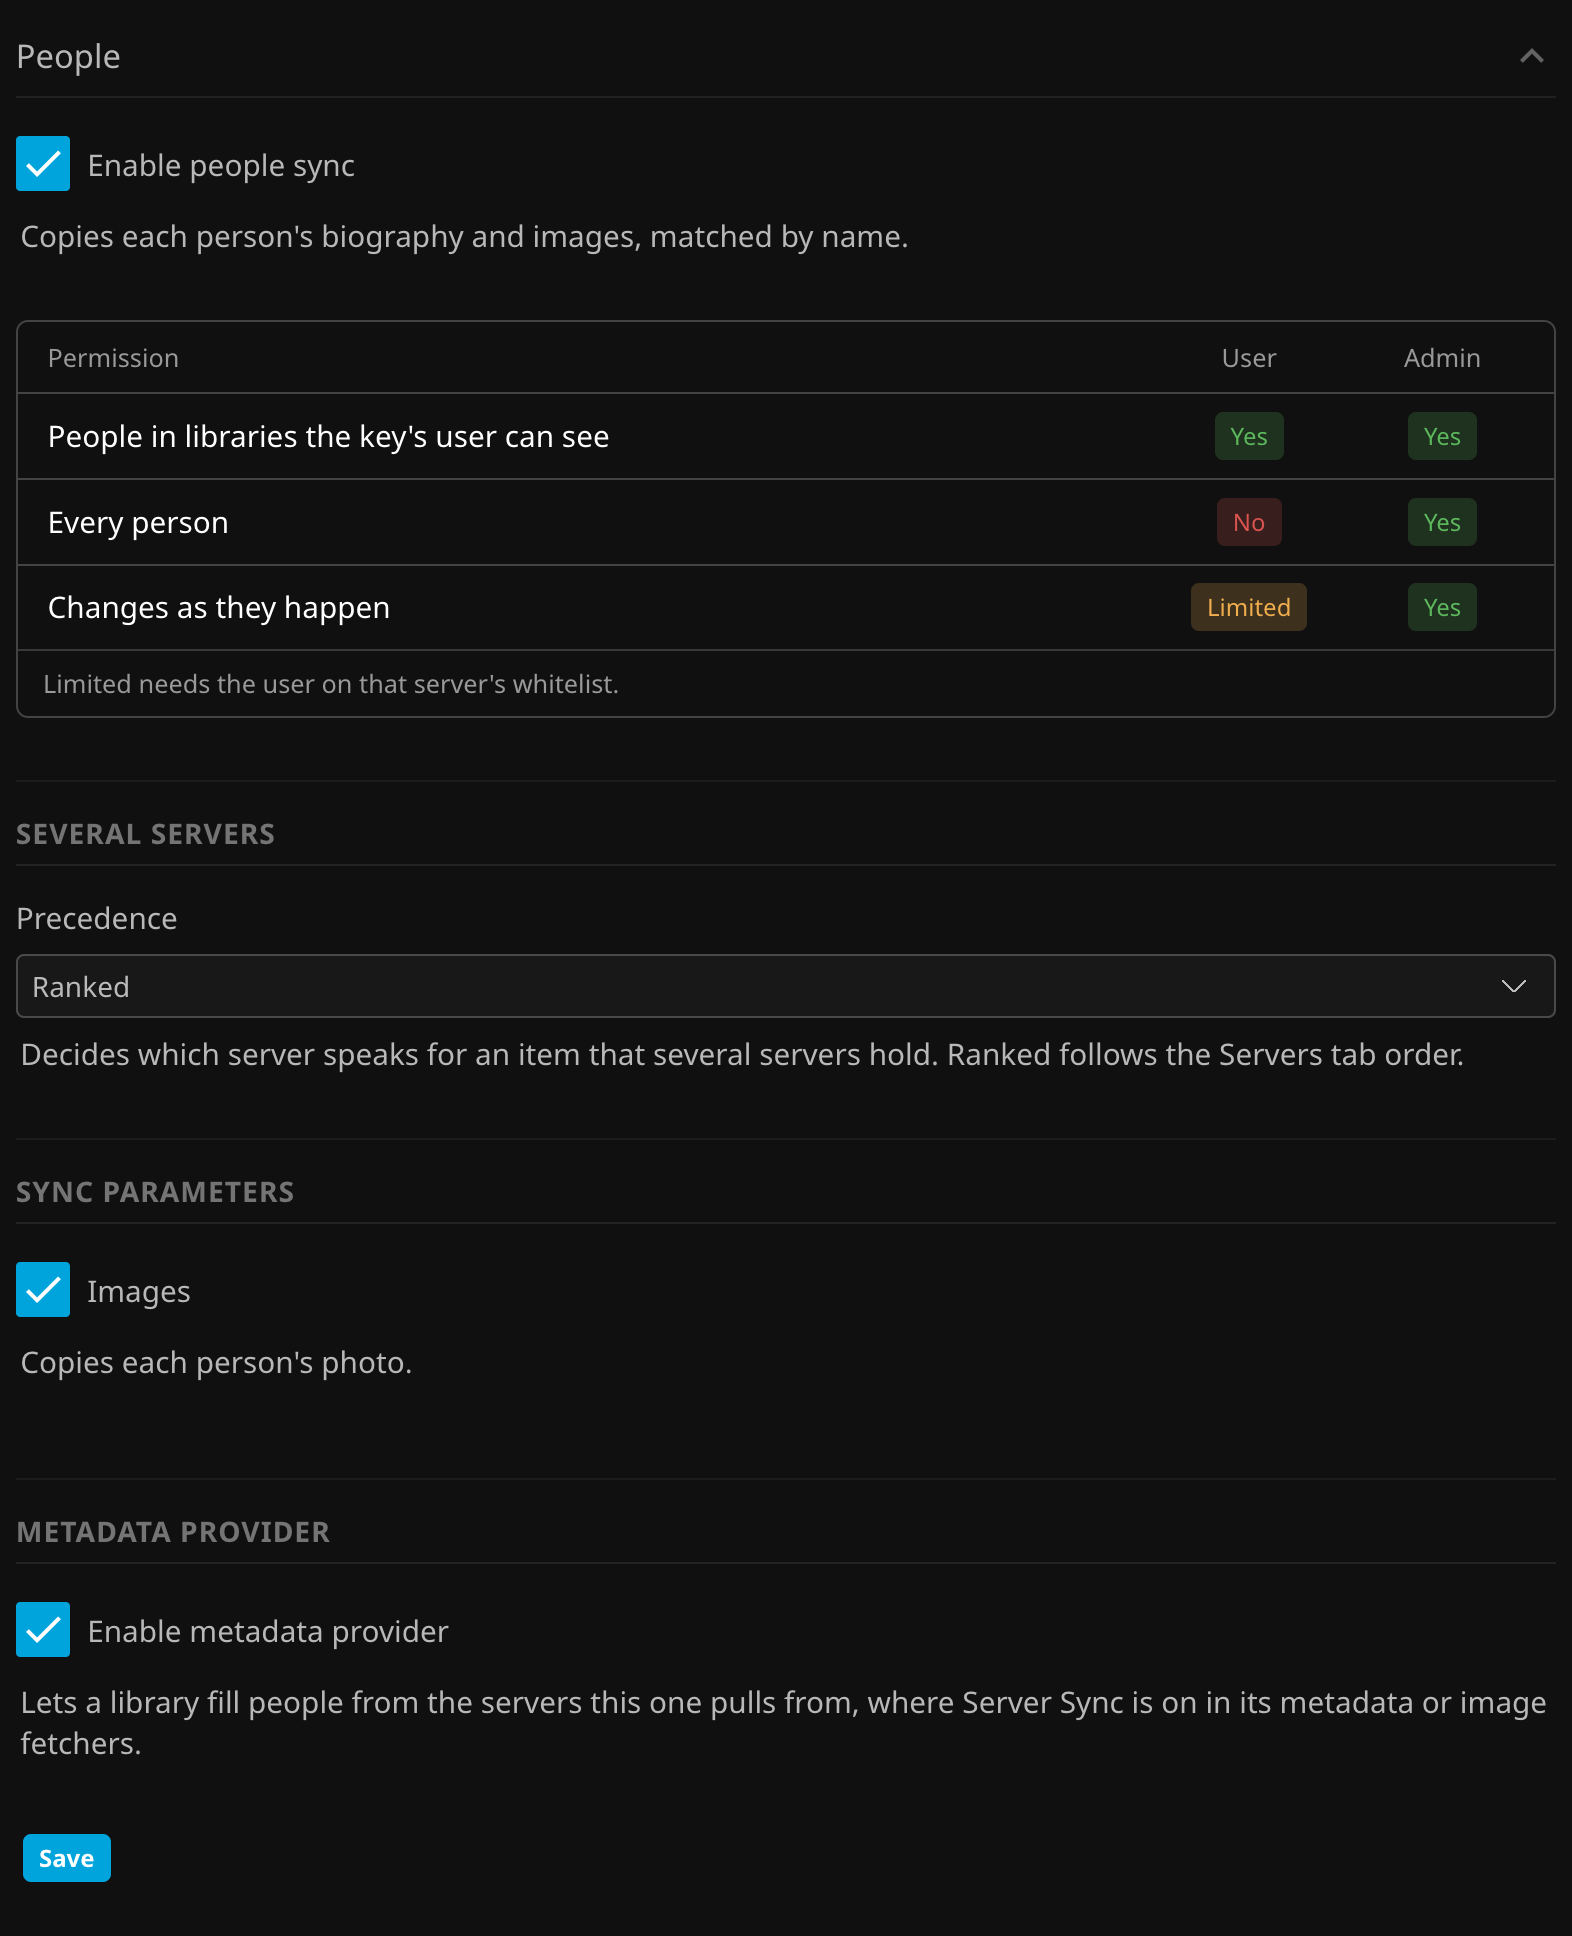 People
Enable people sync
Copies each person's biography and images, matched by name.
Permission User Admin
People in libraries the key's user can see Yes Yes
Every person No Yes
Changes as they happen Limited Yes
Limited needs the user on that server's whitelist.
SEVERAL SERVERS
Precedence
Ranked
Decides which server speaks for an item that several servers hold. Ranked follows the Servers tab order.
SYNC PARAMETERS
Images
Copies each person's photo.
METADATA PROVIDER
Enable metadata provider
Lets a library fill people from the servers this one pulls from, where Server Sync is on in its metadata or image
fetchers.
Save